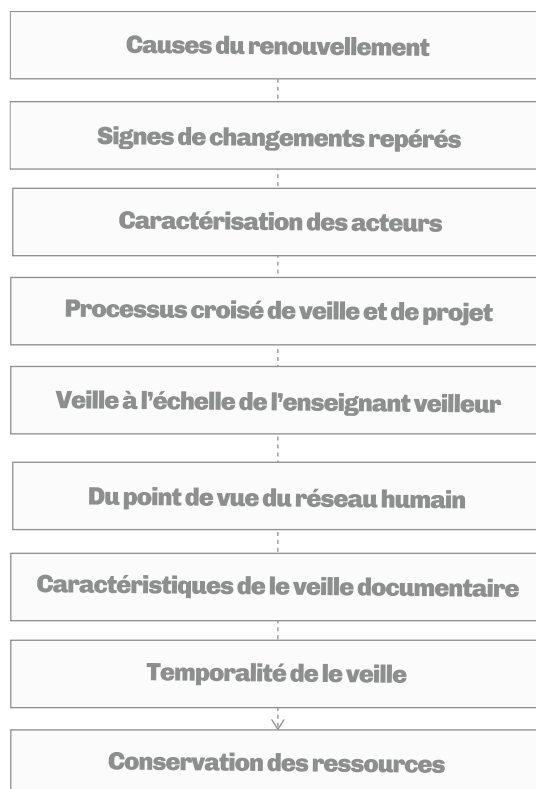 Causes du renouvellement
Signes de changements repérés
Caractérisation des acteurs
Processus croisé de veille et de projet
Veille à l’échelle de l’enseignant veilleur
Du point de vue du réseau humain
Caractéristiques de le veille documentaire
Temporalité de le veille
Conservation des ressources